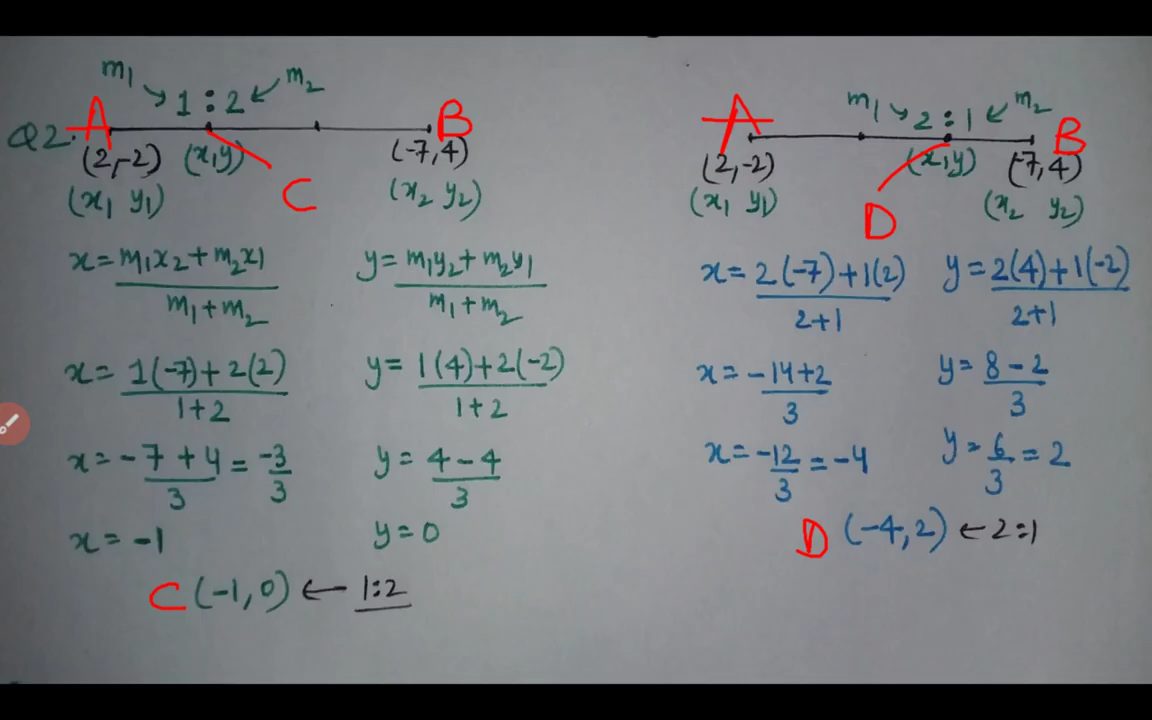 m₁ 1 : 2 m₂
Q2. A B
(2,-2) (x,y) (-7,4)
(x₁ y₁) C (x₂ y₂)
x = m₁x₂ + m₂x₁ / m₁ + m₂ y = m₁y₂ + m₂y₁ / m₁ + m₂
x = 1(-7) + 2(2) / 1 + 2 y = 1(4) + 2(-2) / 1 + 2
x = -7 + 4 / 3 = -3 / 3 y = 4 - 4 / 3
x = -1 y = 0
C (-1, 0) ← 1:2
m₁ 2 : 1 m₂
A B
(2,-2) (x,y) (-7,4)
(x₁ y₁) D (x₂ y₂)
x = 2(-7) + 1(2) / 2+1 y = 2(4) + 1(-2) / 2+1
x = -14+2 / 3 y = 8 - 2 / 3
x = -12 / 3 = -4 y = 6 / 3 = 2
D (-4, 2) ← 2:1